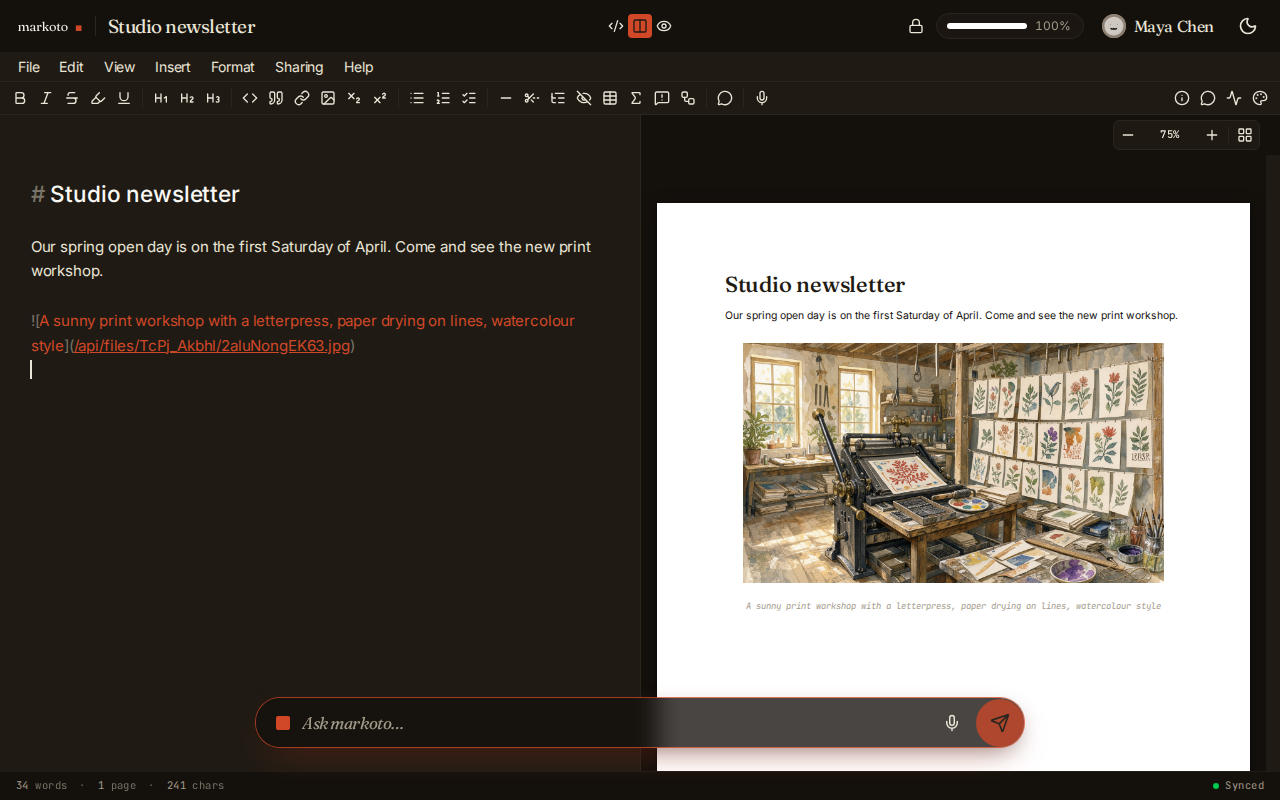 markoto
Studio newsletter
100%
Maya Chen
File Edit View Insert Format Sharing Help
H1 H2 H3
75%
# Studio newsletter
Our spring open day is on the first Saturday of April. Come and see the new print
workshop.
![A sunny print workshop with a letterpress, paper drying on lines, watercolour
style](/api/files/TcPj_AkbhI/2aluNongEK63.jpg)
Studio newsletter
Our spring open day is on the first Saturday of April. Come and see the new print workshop.
A sunny print workshop with a letterpress, paper drying on lines, watercolour style
Ask markoto...
34 words · 1 page · 241 chars
Synced